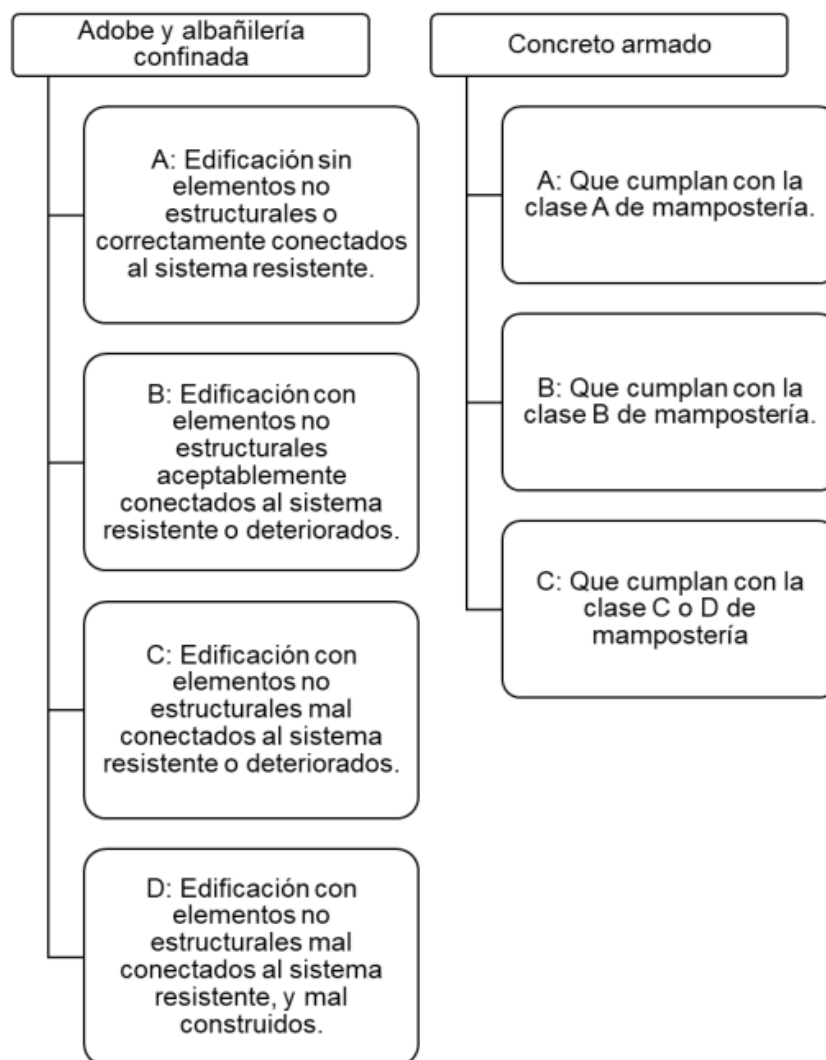 Adobe y albañilería
confinada
A: Edificación sin
elementos no
estructurales o
correctamente conectados
al sistema resistente.
B: Edificación con
elementos no
estructurales
aceptablemente
conectados al sistema
resistente o deteriorados.
C: Edificación con
elementos no
estructurales mal
conectados al sistema
resistente o deteriorados.
D: Edificación con
elementos no
estructurales mal
conectados al sistema
resistente, y mal
construidos.
Concreto armado
A: Que cumplan con la
clase A de mampostería.
B: Que cumplan con la
clase B de mampostería.
C: Que cumplan con la
clase C o D de
mampostería